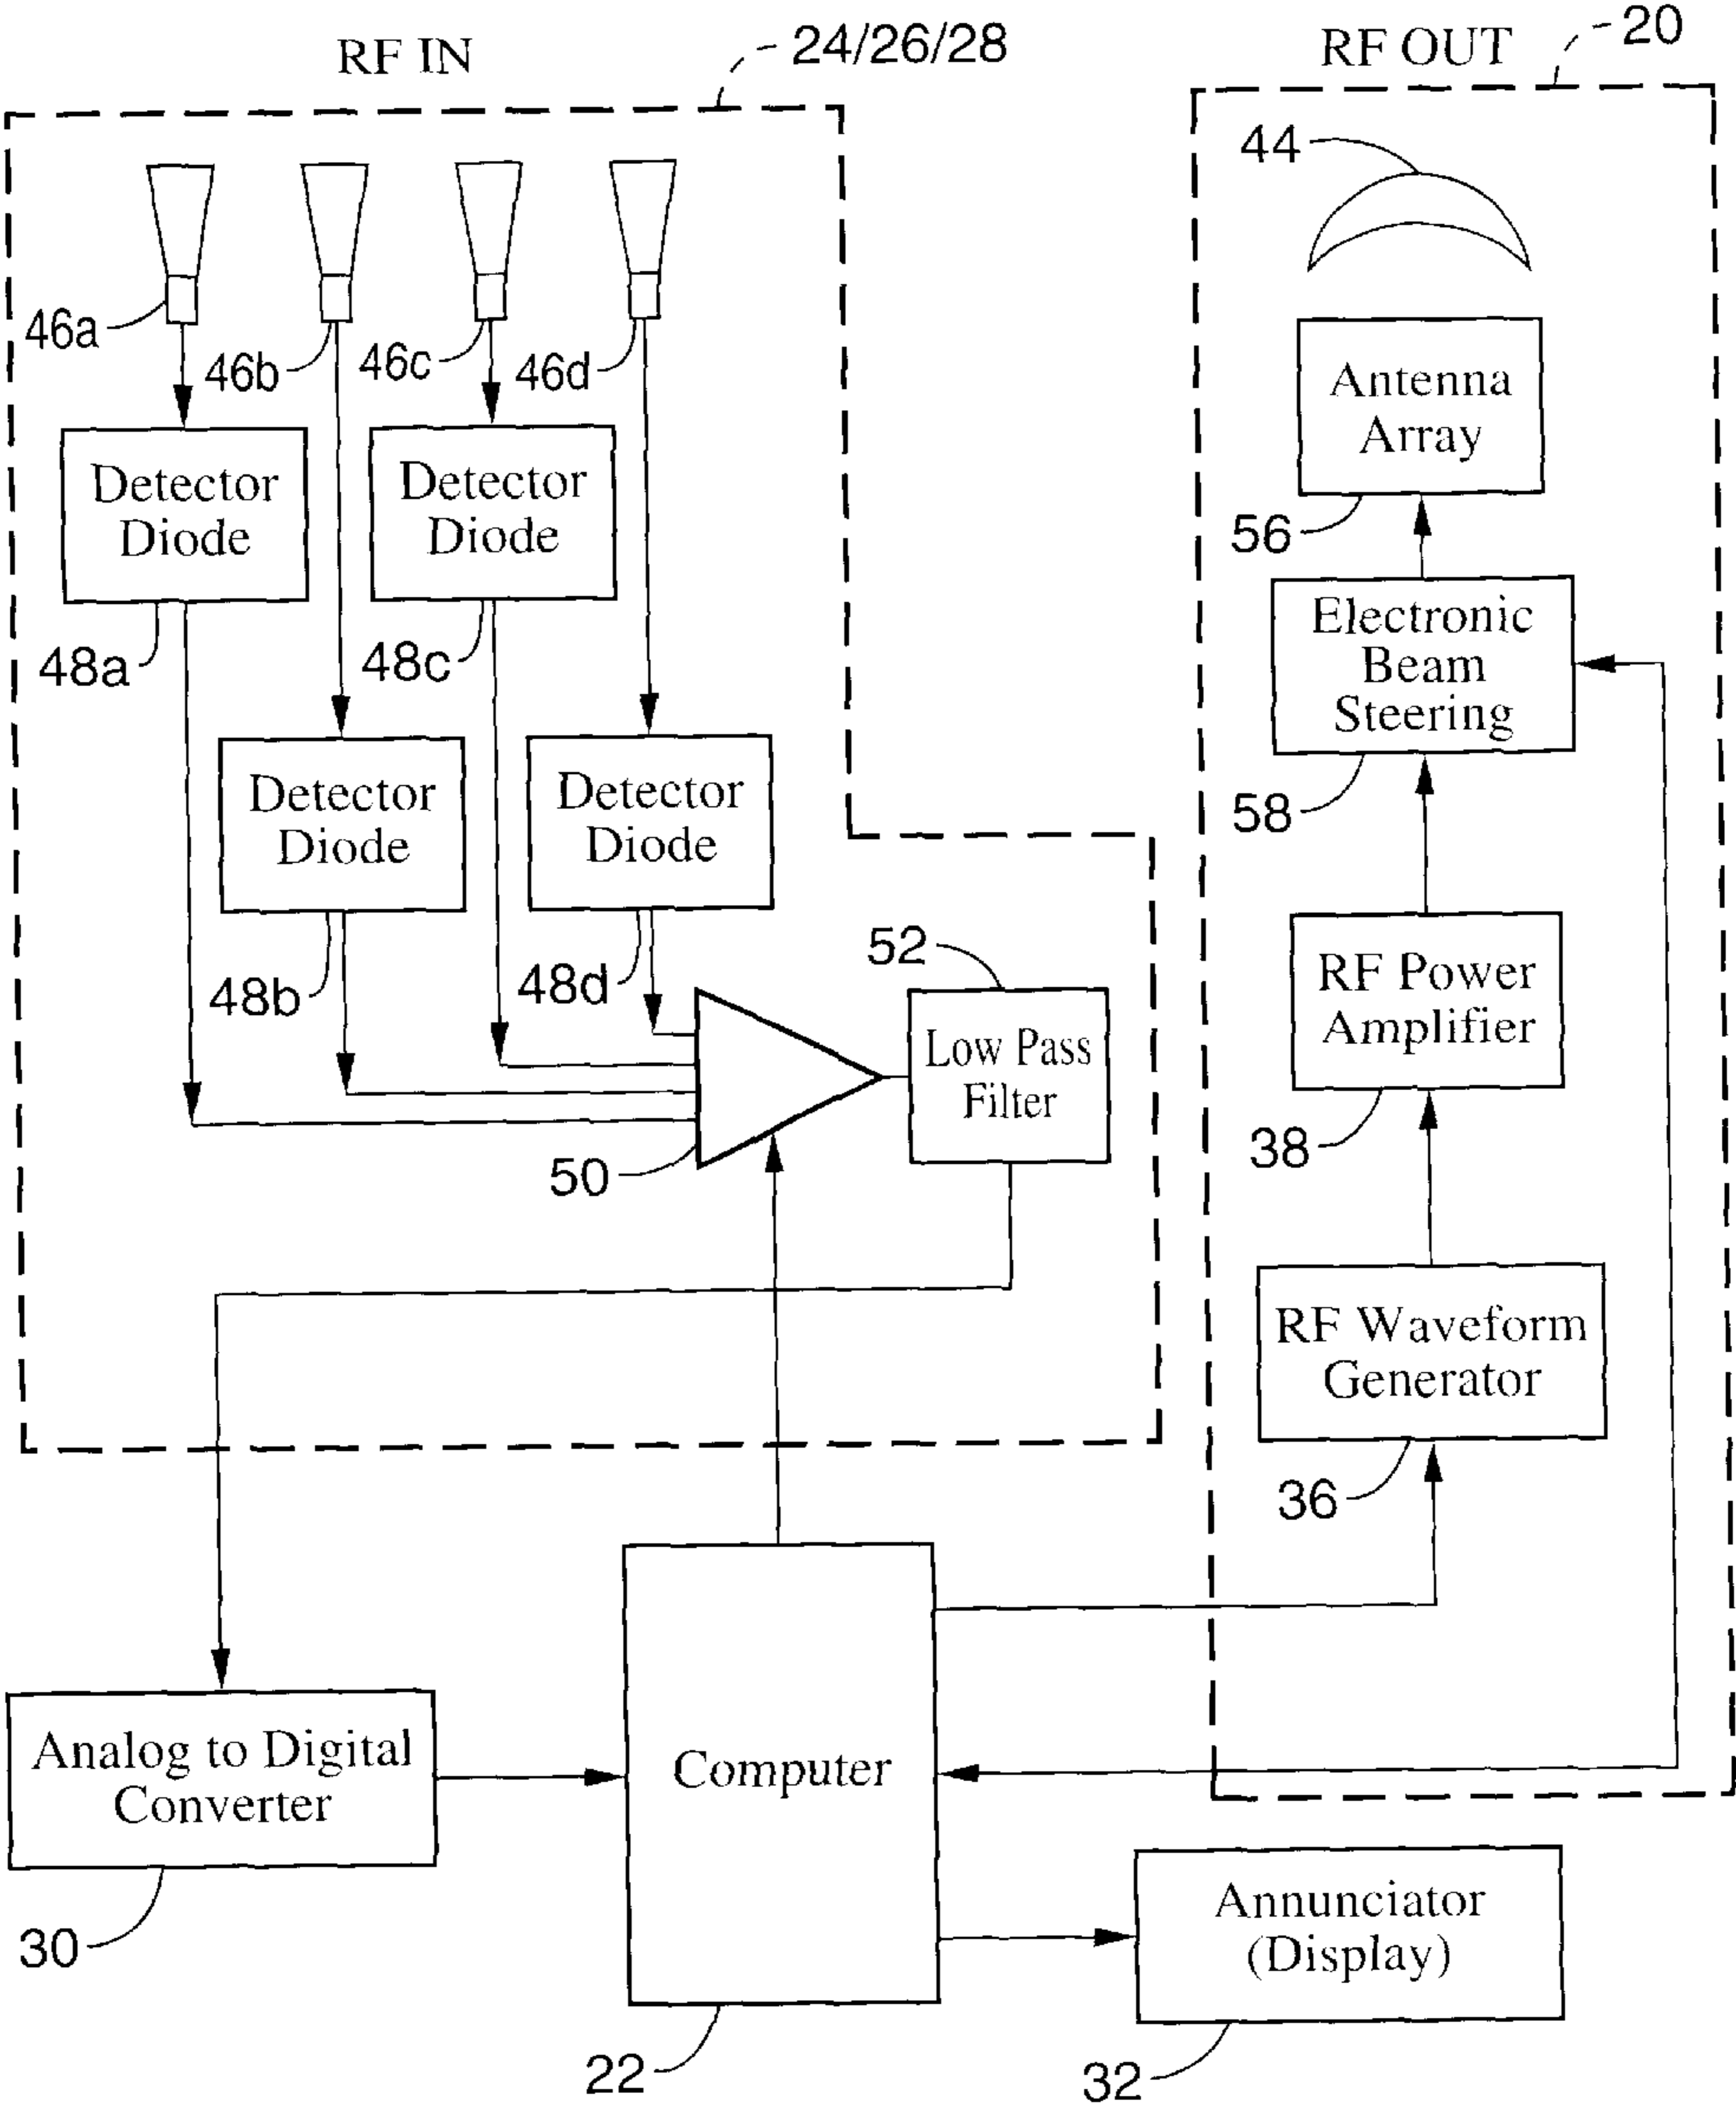 RF IN
24/26/28
RF OUT
20
44
46a
46b
46c
46d
Antenna
Array
56
Detector
Diode
Detector
Diode
48a
48c
Electronic
Beam
Steering
58
Detector
Diode
Detector
Diode
48b
48d
52
Low Pass
Filter
50
RF Power
Amplifier
38
RF Waveform
Generator
36
Analog to Digital
Converter
30
Computer
22
Annunciator
(Display)
32